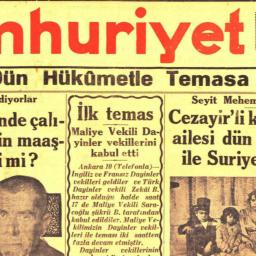 mhuriyet
Dün Hükûmetle Temasa
diyorlar
nde çalı-
in maaş-
i mi?
İlk temas
Maliye Vekili Da-
yinler vekillerini
kabul etti
Ankara 10 (Telefonla)—
İngiliz ve Fransız Dayinler
vekilleri geldiler ve Türk
Dayinler vekili Zekâi B.
hazır olduğu halde saat
17 de Maliye Vekili Sara-
coğlu Şükrü B. tarafından
kabul edildiler. Maliye Ve-
kilimizin Dayinler vekil-
leri ile teması iki saatten
fazla devam etmiştir.
Dayinler vekillerinin
Seyit Mehem
Cezayir'li k
ailesi dün
ile Suriye